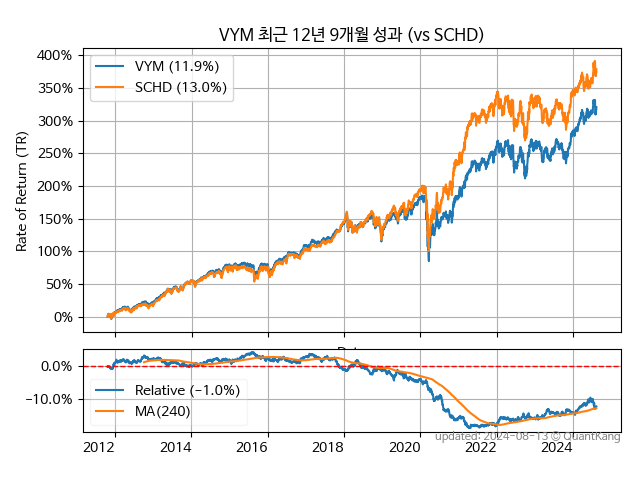 VYM 최근 12년 9개월 성과 (vs SCHD)
Rate of Return (TR)
400%
350%
300%
250%
200%
150%
100%
50%
0%
VYM (11.9%)
SCHD (13.0%)
0.0%
−10.0%
Relative (−1.0%)
MA(240)
2012
2014
2016
2018
2020
2022
2024
updated: 2024-08-13 © QuantKang